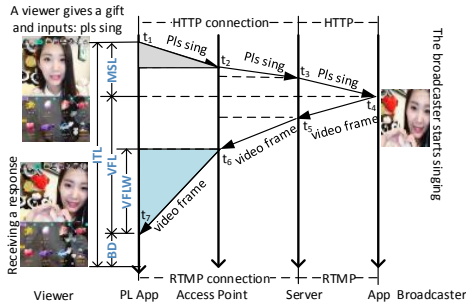 A viewer gives a gift
and inputs: pls sing
HTTP connection
HTTP
t1
Pls sing
t2
Pls sing
t3
Pls sing
t4
t5
video frame
t6
video frame
t7
video frame
MSL
TL
VFL
VFLW
BD
Receiving a response
The broadcaster
starts singing
RTMP connection
RTMP
Viewer
PL App
Access Point
Server
App
Broadcaster